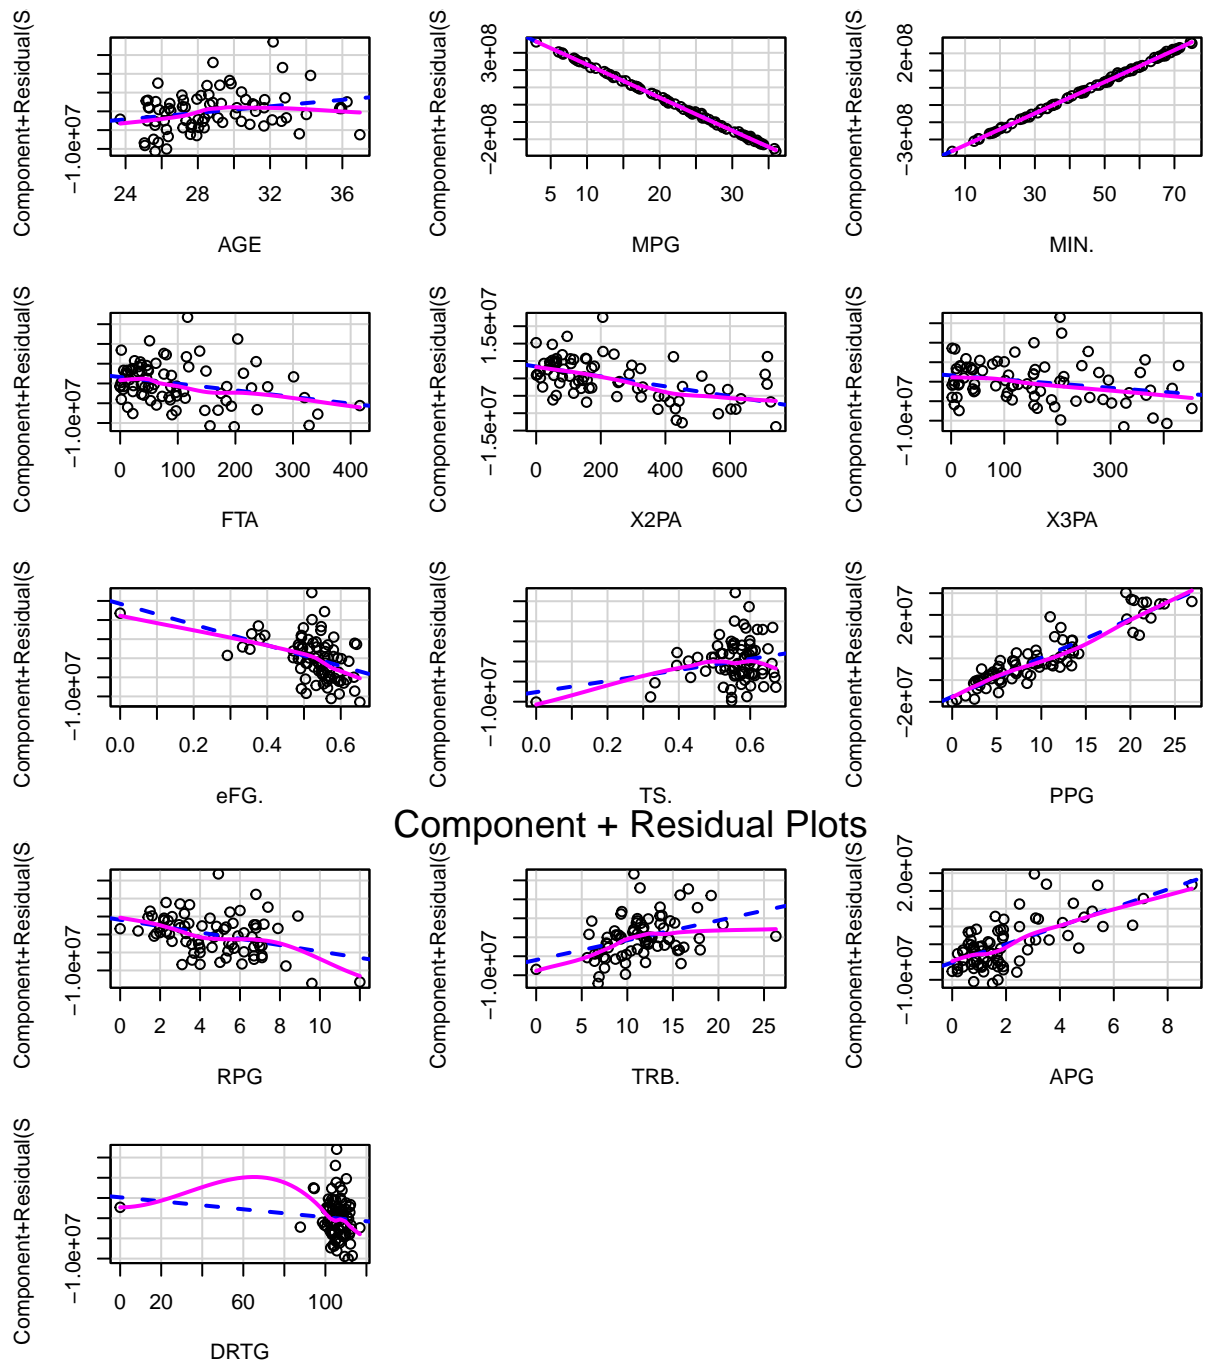 Component+Residual(S
−1.0e+07
24 28 32 36
AGE
Component+Residual(S
−2e+08 3e+08
5 10 20 30
MPG
Component+Residual(S
−3e+08 2e+08
10 30 50 70
MIN.
Component+Residual(S
−1.0e+07
0 100 200 300 400
FTA
Component+Residual(S
−1.5e+07 1.5e+07
0 200 400 600
X2PA
Component+Residual(S
−1.0e+07
0 100 300
X3PA
Component+Residual(S
−1.0e+07
0.0 0.2 0.4 0.6
eFG.
Component+Residual(S
−1.0e+07
0.0 0.2 0.4 0.6
TS.
Component+Residual(S
−2e+07 2e+07
0 5 10 15 20 25
PPG
Component + Residual Plots
Component+Residual(S
−1.0e+07
0 2 4 6 8 10
RPG
Component+Residual(S
−1.0e+07
0 5 10 15 20 25
TRB.
Component+Residual(S
−1.0e+07 2.0e+07
0 2 4 6 8
APG
Component+Residual(S
−1.0e+07
0 20 60 100
DRTG